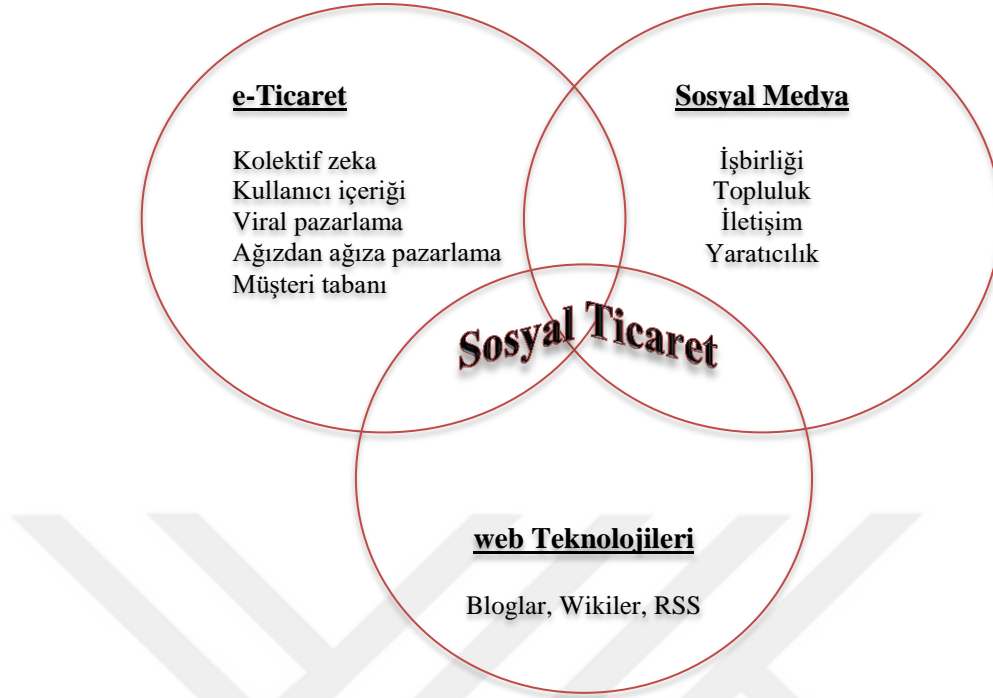 e-Ticaret
Kolektif zeka
Kullanıcı içeriği
Viral pazarlama
Ağızdan ağıza pazarlama
Müşteri tabanı
Sosyal Medya
İşbirliği
Topluluk
İletişim
Yaratıcılık
Sosyal Ticaret
web Teknolojileri
Bloglar, Wikiler, RSS